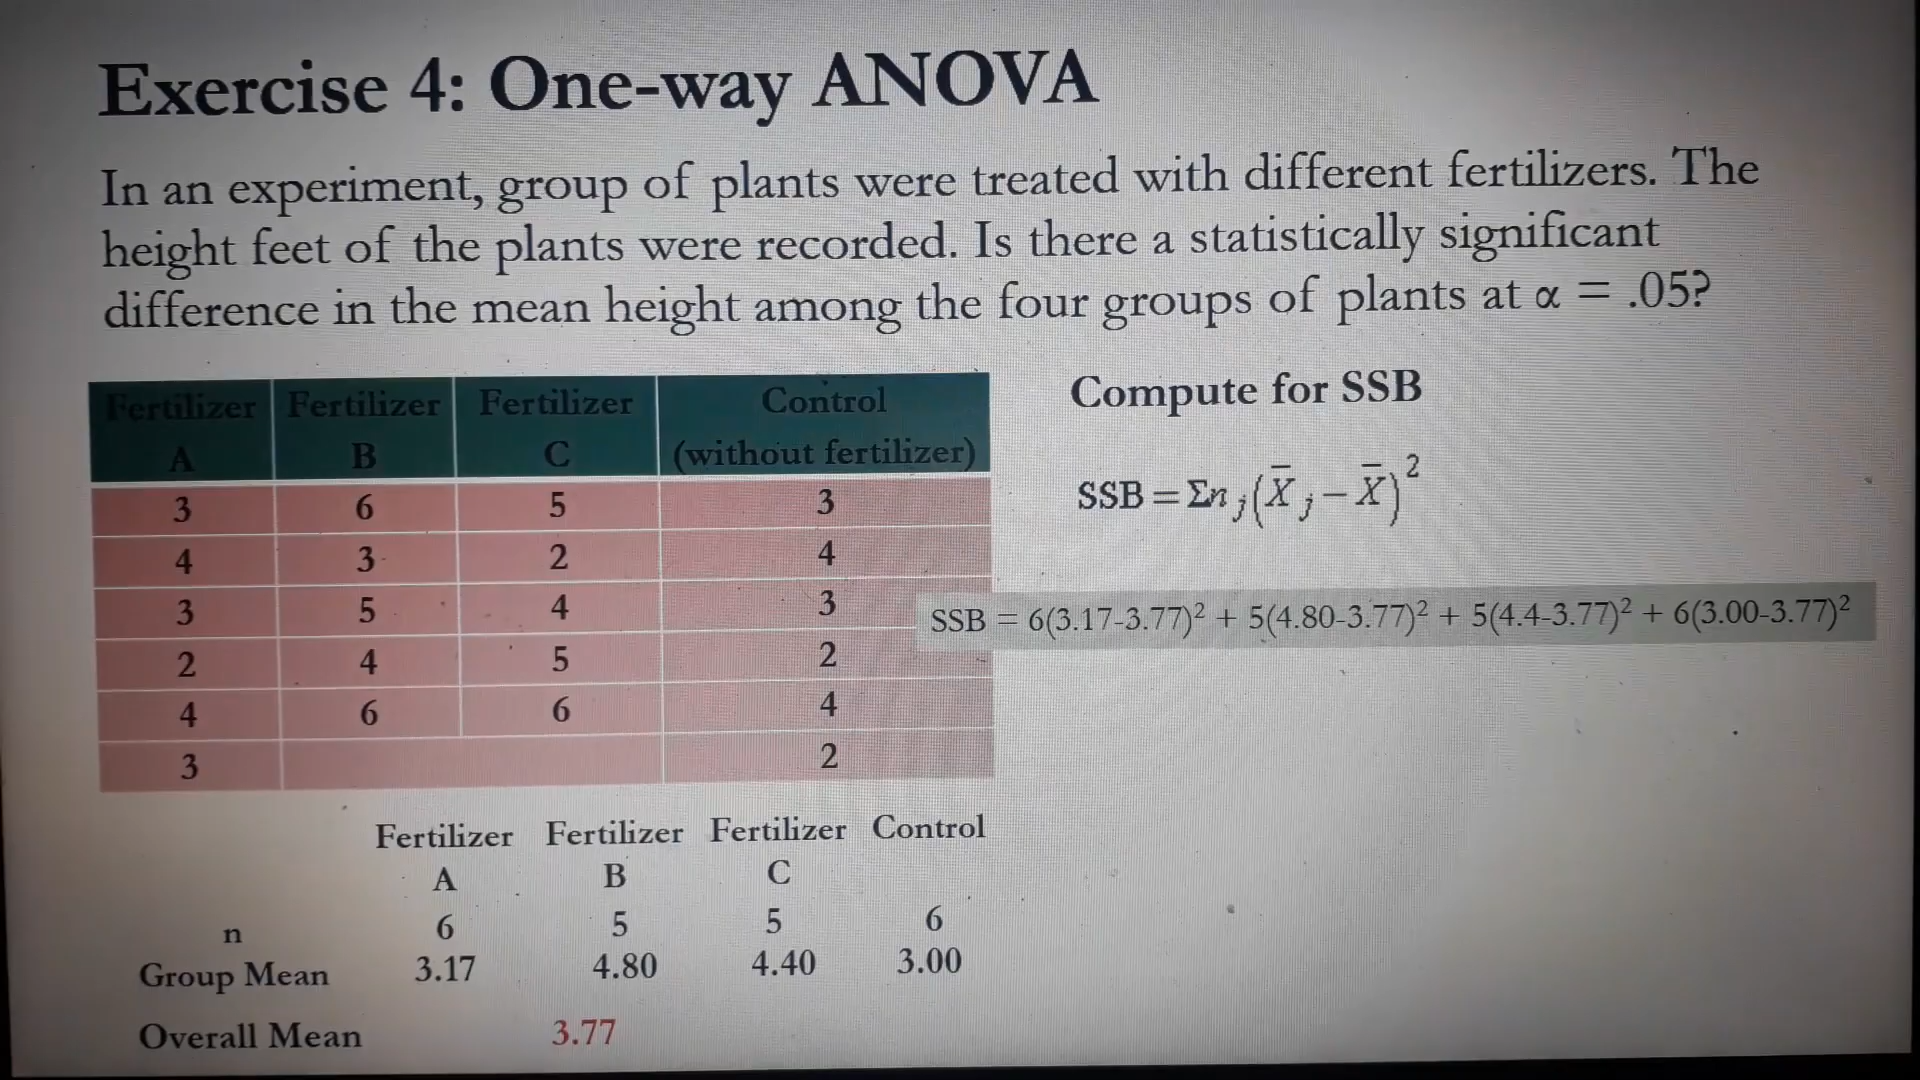 Exercise 4: One-way ANOVA
In an experiment, group of plants were treated with different fertilizers. The
height feet of the plants were recorded. Is there a statistically significant
difference in the mean height among the four groups of plants at α = .05?
Fertilizer A Fertilizer B Fertilizer C Control (without fertilizer)
3 6 5 3
4 3 2 4
3 5 4 3
2 4 5 2
4 6 6 4
3 2
Compute for SSB
SSB = Σn_j(X̄_j − X̄̄)²
SSB = 6(3.17-3.77)² + 5(4.80-3.77)² + 5(4.4-3.77)² + 6(3.00-3.77)²
Fertilizer A Fertilizer B Fertilizer C Control
n 6 5 5 6
Group Mean 3.17 4.80 4.40 3.00
Overall Mean 3.77